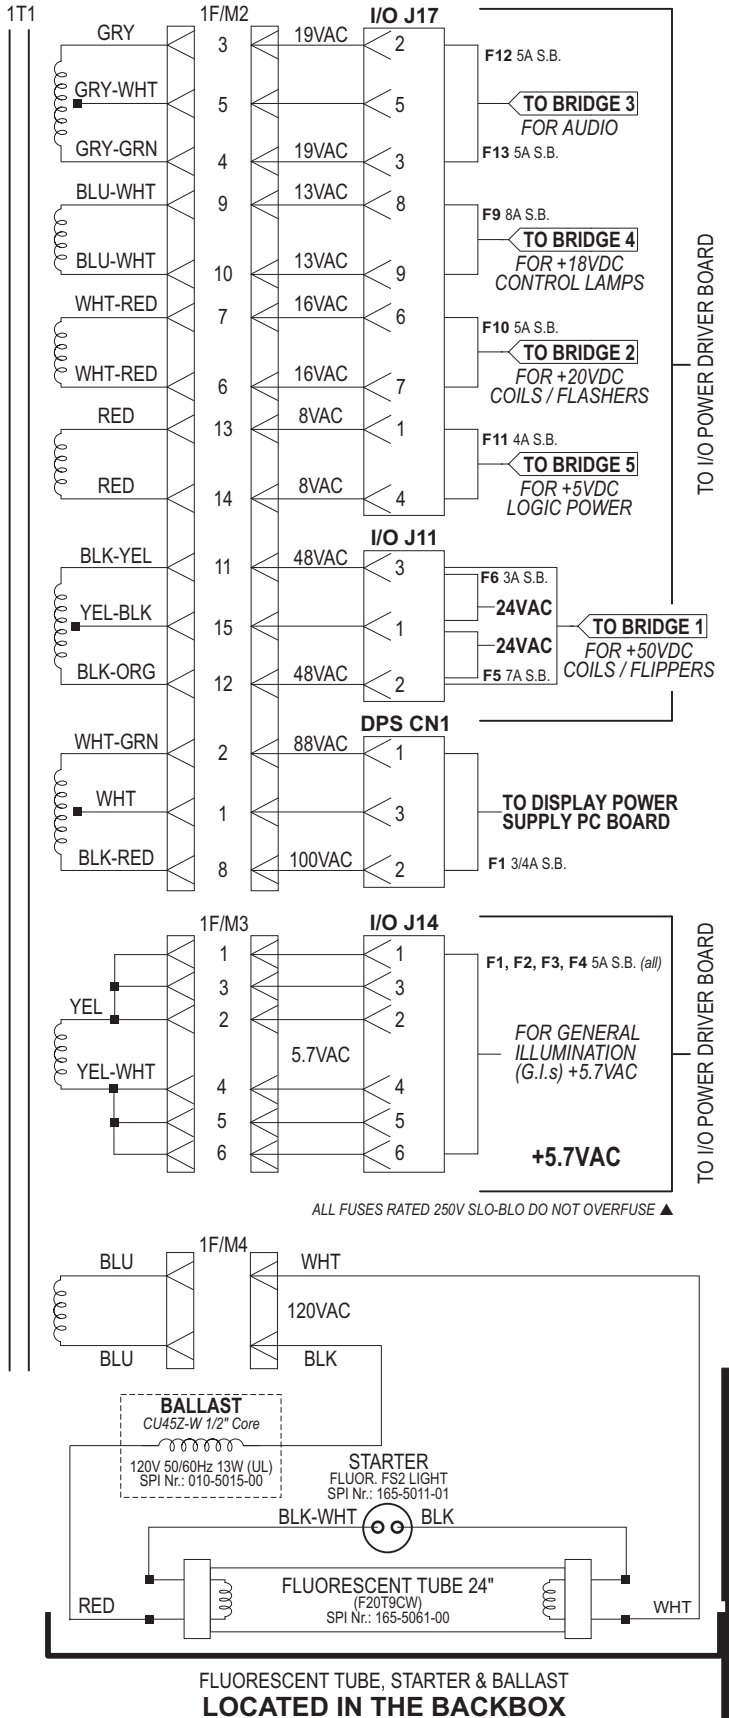 1T1 1F/M2 I/O J17
GRY 3 19VAC 2
F12 5A S.B.
GRY-WHT 5 5 TO BRIDGE 3
FOR AUDIO
GRY-GRN 4 19VAC 3 F13 5A S.B.
BLU-WHT 9 13VAC 8
F9 8A S.B.
TO BRIDGE 4
FOR +18VDC
CONTROL LAMPS
BLU-WHT 10 13VAC 9
WHT-RED 7 16VAC 6
F10 5A S.B.
TO BRIDGE 2
FOR +20VDC
COILS / FLASHERS
WHT-RED 6 16VAC 7
RED 13 8VAC 1
F11 4A S.B.
TO BRIDGE 5
FOR +5VDC
LOGIC POWER
RED 14 8VAC 4
TO I/O POWER DRIVER BOARD
I/O J11
BLK-YEL 11 48VAC 3
F6 3A S.B.
24VAC
YEL-BLK 15 1 TO BRIDGE 1
24VAC
FOR +50VDC
COILS / FLIPPERS
BLK-ORG 12 48VAC 2 F5 7A S.B.
DPS CN1
WHT-GRN 2 88VAC 1
WHT 1 3
TO DISPLAY POWER
SUPPLY PC BOARD
BLK-RED 8 100VAC 2 F1 3/4A S.B.
1F/M3 I/O J14
1 1
F1, F2, F3, F4 5A S.B. (all)
3 3
YEL 2 2
5.7VAC
FOR GENERAL
ILLUMINATION
(G.I.s) +5.7VAC
YEL-WHT 4 4
5 5
6 6
+5.7VAC
TO I/O POWER DRIVER BOARD
ALL FUSES RATED 250V SLO-BLO DO NOT OVERFUSE ▲
1F/M4
BLU WHT
120VAC
BLU BLK
BALLAST
CU45Z-W 1/2" Core
120V 50/60Hz 13W (UL)
SPI Nr.: 010-5015-00
STARTER
FLUOR. FS2 LIGHT
SPI Nr.: 165-5011-01
BLK-WHT BLK
FLUORESCENT TUBE 24"
(F20T9CW)
SPI Nr.: 165-5061-00
RED WHT
FLUORESCENT TUBE, STARTER & BALLAST
LOCATED IN THE BACKBOX